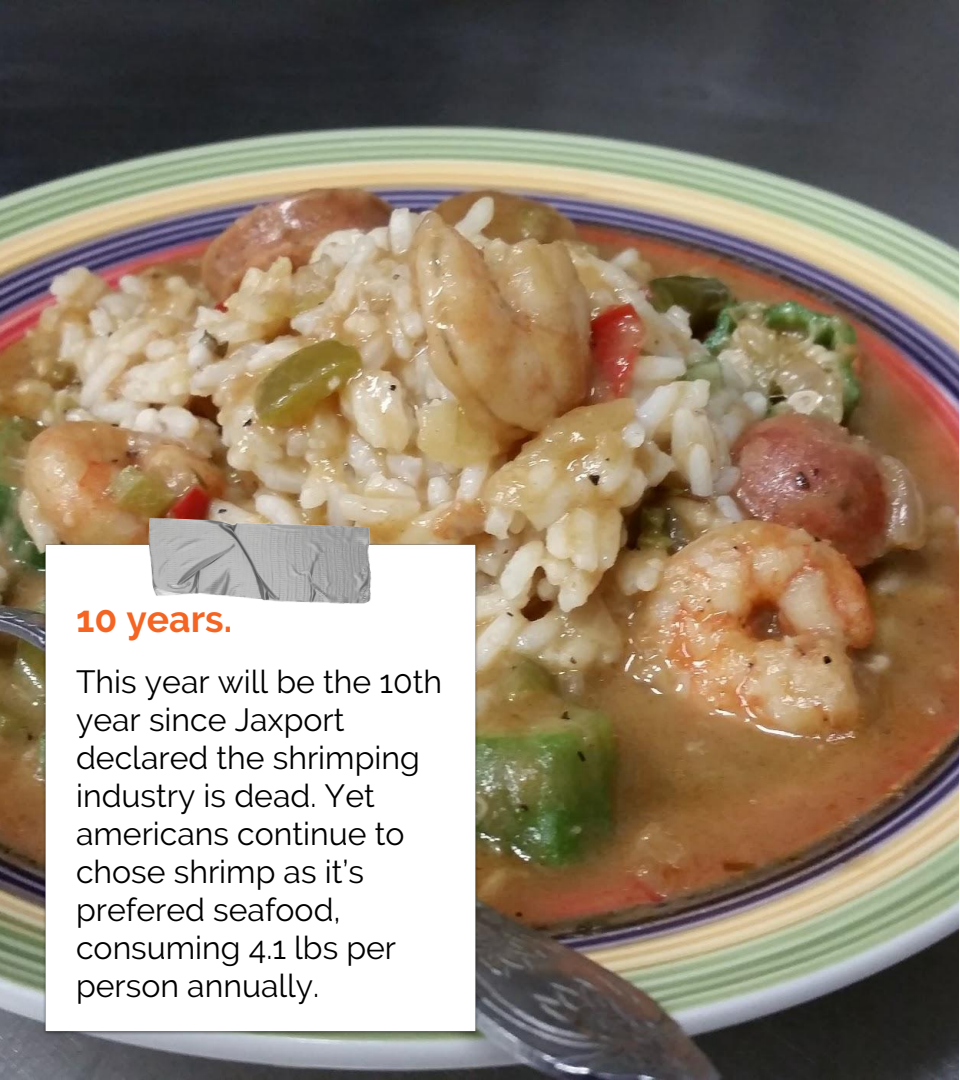 10 years.
This year will be the 10th
year since Jaxport
declared the shrimping
industry is dead. Yet
americans continue to
chose shrimp as it's
prefered seafood,
consuming 4.1 lbs per
person annually.